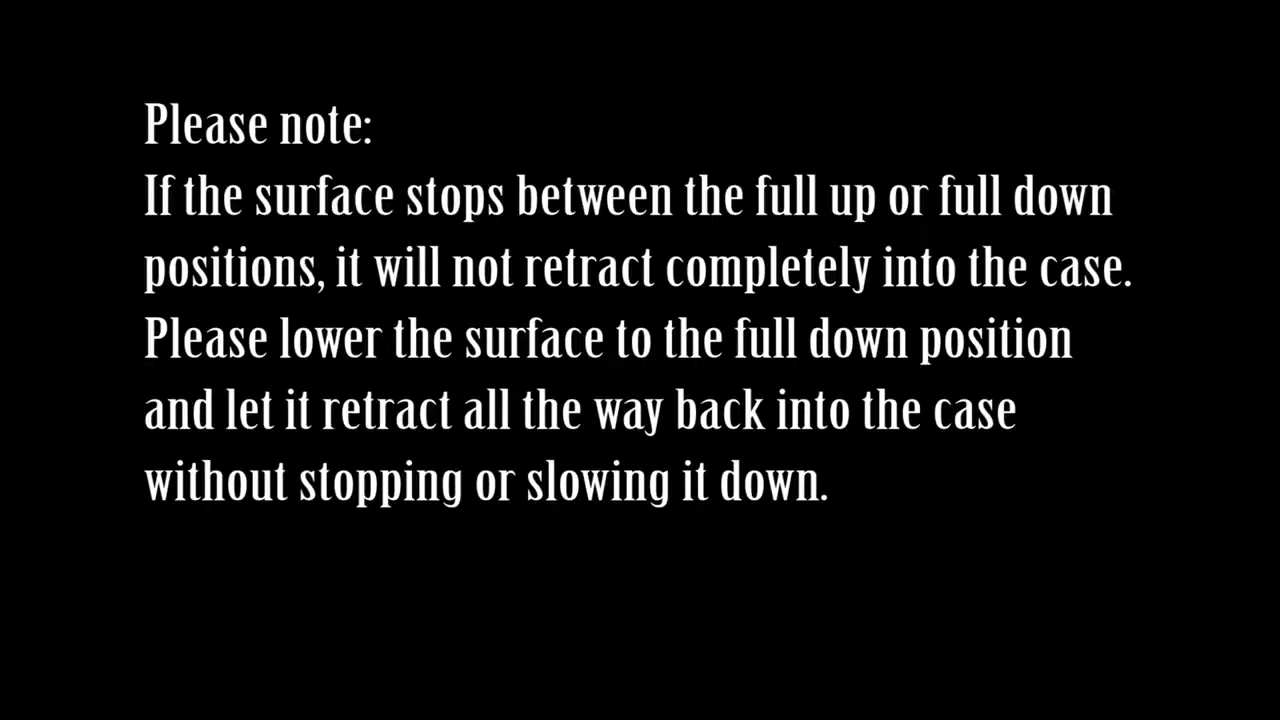 Please note:
If the surface stops between the full up or full down
positions, it will not retract completely into the case.
Please lower the surface to the full down position
and let it retract all the way back into the case
without stopping or slowing it down.